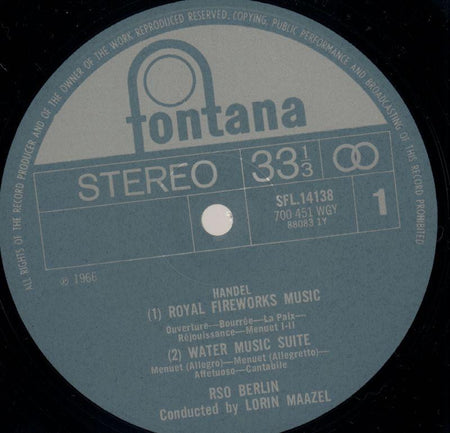 ALL RIGHTS OF THE RECORD PRODUCER AND OF THE OWNER OF THE WORK REPRODUCED RESERVED. COPYING, PUBLIC PERFORMANCE AND BROADCASTING OF THIS RECORD PROHIBITED
fontana
STEREO 33 1/3
SFL.14138
700 451 WGY
88083 1Y
1
℗ 1966
HANDEL
(1) ROYAL FIREWORKS MUSIC
Ouverture—Bourrée—La Paix—
Réjouissance—Menuet I-II
(2) WATER MUSIC SUITE
Menuet (Allegro)—Menuet (Allegretto)—
Affetuoso—Cantabile
RSO BERLIN
Conducted by LORIN MAAZEL